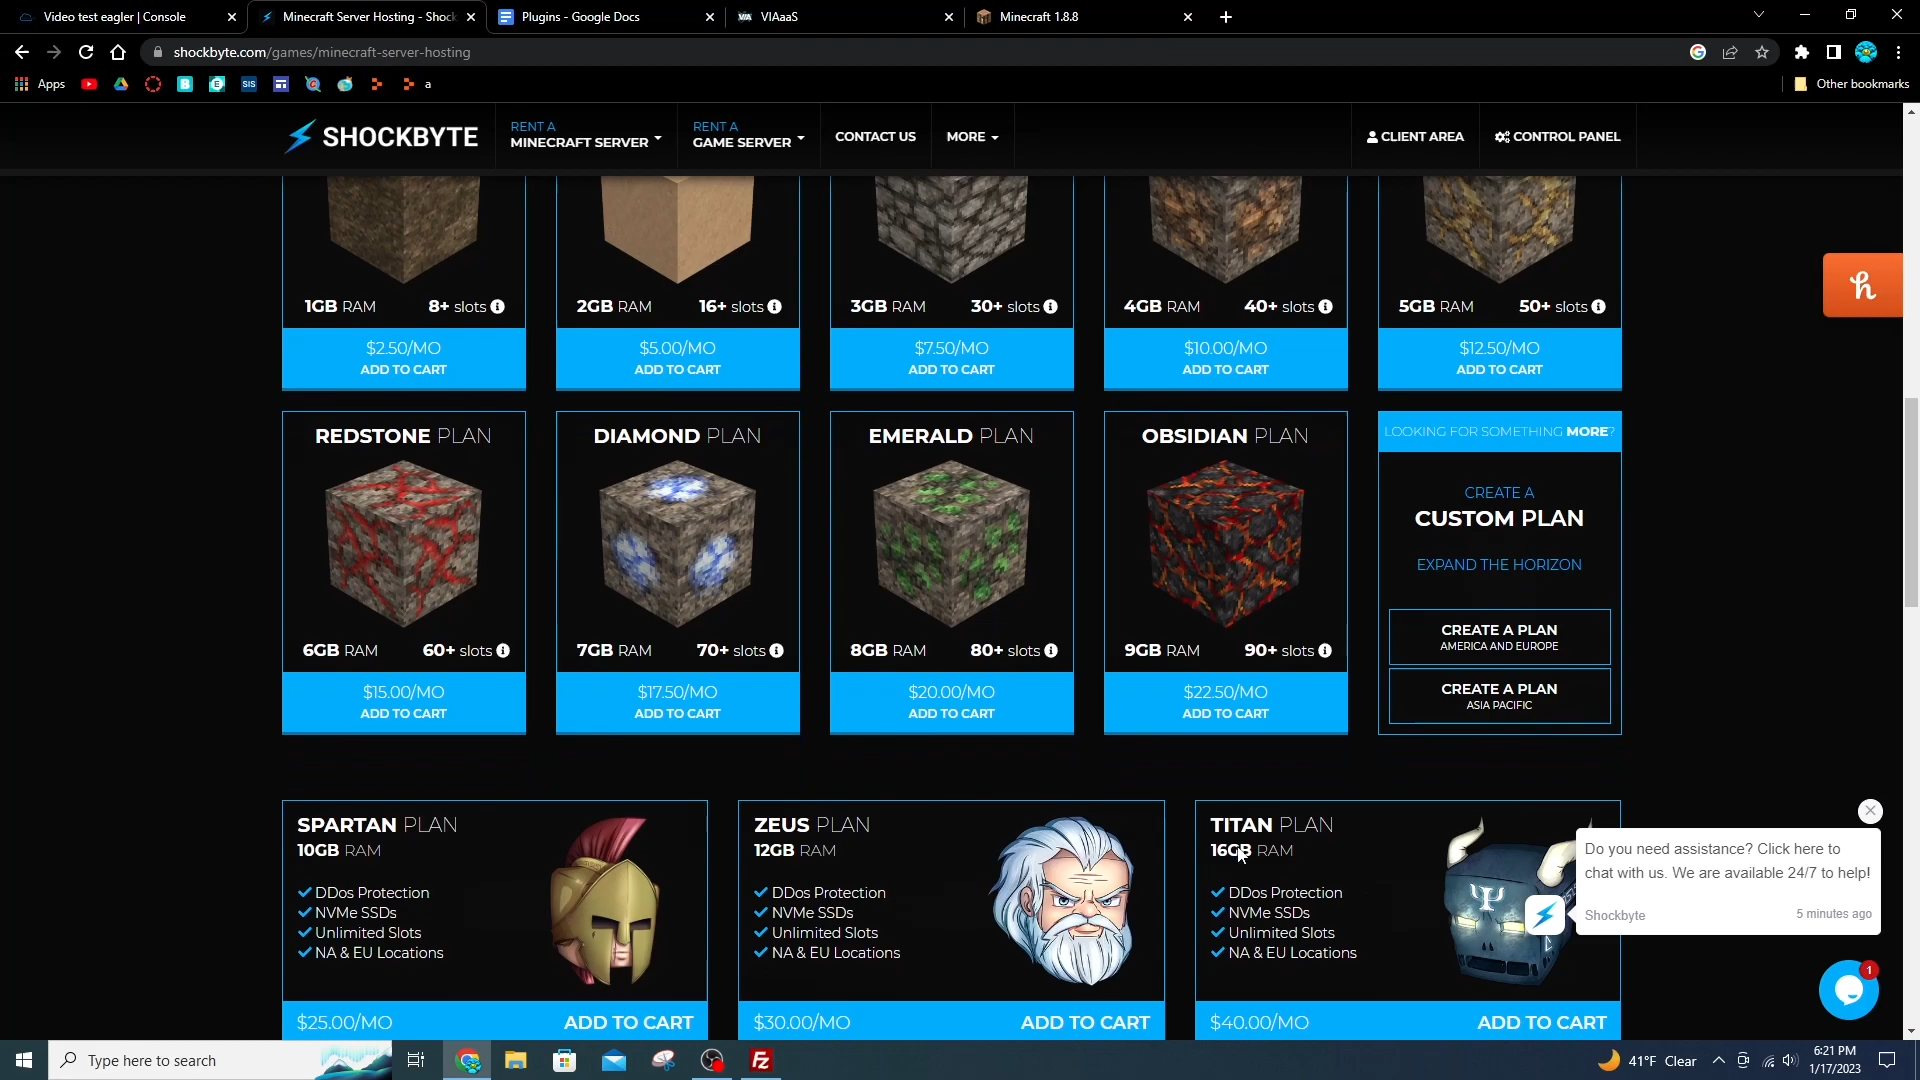 Video test eagler | Console
Minecraft Server Hosting - Shock
Plugins - Google Docs
VIAaaS
Minecraft 1.8.8
shockbyte.com/games/minecraft-server-hosting
Apps
SIS
a
Other bookmarks
SHOCKBYTE
RENT A
MINECRAFT SERVER
RENT A
GAME SERVER
CONTACT US
MORE
CLIENT AREA
CONTROL PANEL
1GB RAM 8+ slots
$2.50/MO
ADD TO CART
2GB RAM 16+ slots
$5.00/MO
ADD TO CART
3GB RAM 30+ slots
$7.50/MO
ADD TO CART
4GB RAM 40+ slots
$10.00/MO
ADD TO CART
5GB RAM 50+ slots
$12.50/MO
ADD TO CART
REDSTONE PLAN
6GB RAM 60+ slots
$15.00/MO
ADD TO CART
DIAMOND PLAN
7GB RAM 70+ slots
$17.50/MO
ADD TO CART
EMERALD PLAN
8GB RAM 80+ slots
$20.00/MO
ADD TO CART
OBSIDIAN PLAN
9GB RAM 90+ slots
$22.50/MO
ADD TO CART
LOOKING FOR SOMETHING MORE?
CREATE A
CUSTOM PLAN
EXPAND THE HORIZON
CREATE A PLAN
AMERICA AND EUROPE
CREATE A PLAN
ASIA PACIFIC
SPARTAN PLAN
10GB RAM
DDos Protection
NVMe SSDs
Unlimited Slots
NA & EU Locations
$25.00/MO ADD TO CART
ZEUS PLAN
12GB RAM
DDos Protection
NVMe SSDs
Unlimited Slots
NA & EU Locations
$30.00/MO ADD TO CART
TITAN PLAN
16GB RAM
DDos Protection
NVMe SSDs
Unlimited Slots
NA & EU Locations
$40.00/MO ADD TO CART
Do you need assistance? Click here to
chat with us. We are available 24/7 to help!
Shockbyte 5 minutes ago
1
Type here to search
41°F Clear
6:21 PM
1/17/2023